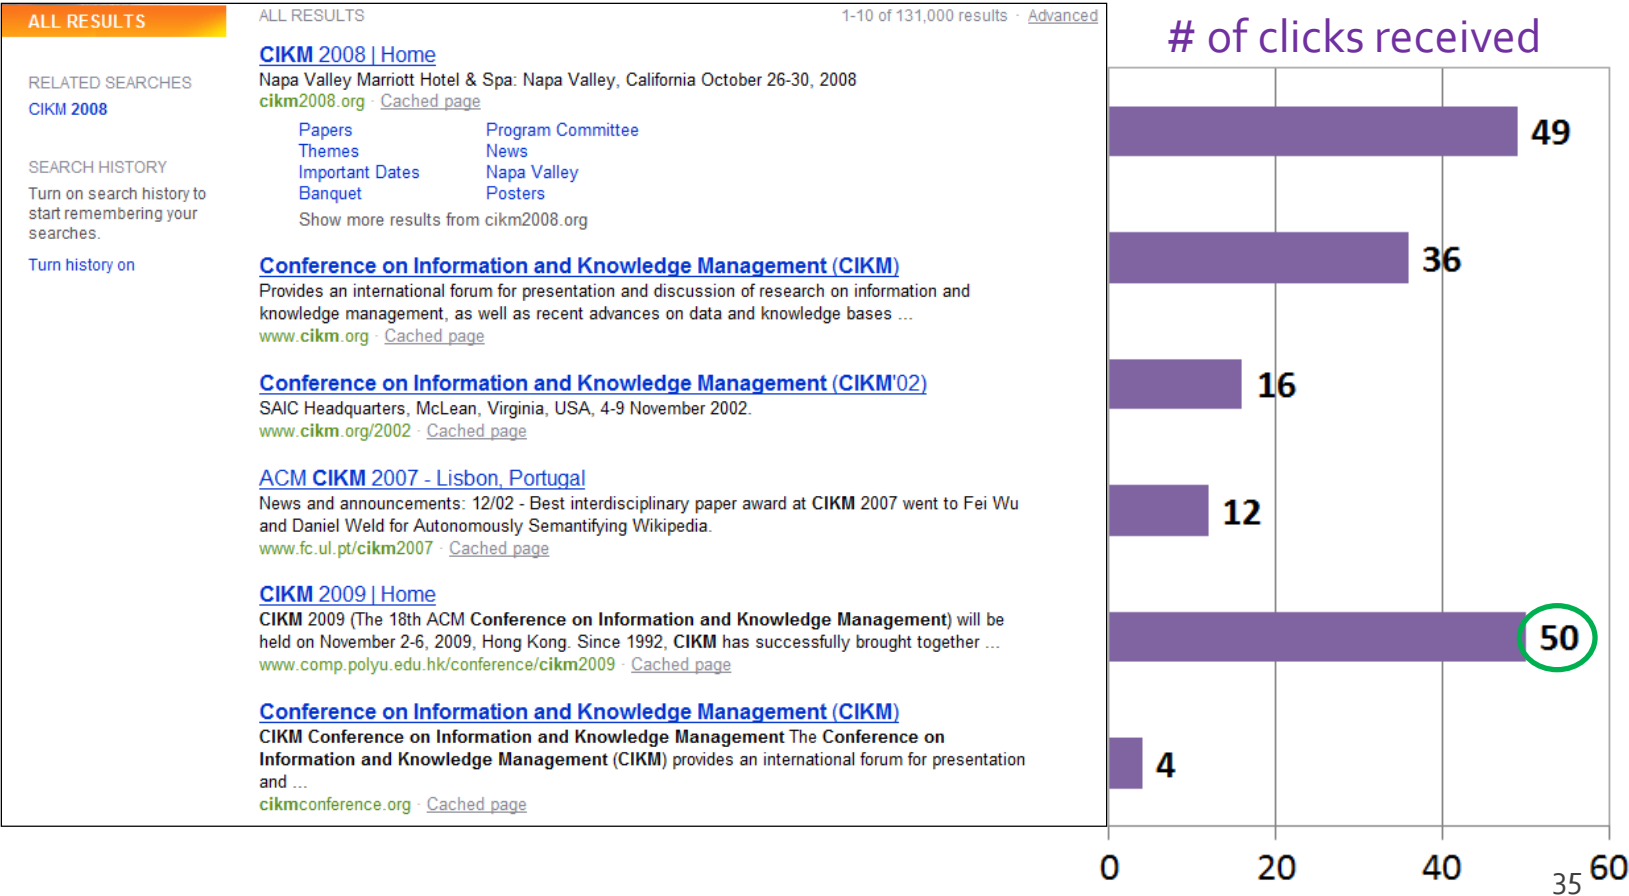 ALL RESULTS
RELATED SEARCHES
CIKM 2008
SEARCH HISTORY
Turn on search history to
start remembering your
searches.
Turn history on
ALL RESULTS
1-10 of 131,000 results · Advanced
CIKM 2008 | Home
Napa Valley Marriott Hotel & Spa: Napa Valley, California October 26-30, 2008
cikm2008.org · Cached page
Papers Program Committee
Themes News
Important Dates Napa Valley
Banquet Posters
Show more results from cikm2008.org
Conference on Information and Knowledge Management (CIKM)
Provides an international forum for presentation and discussion of research on information and
knowledge management, as well as recent advances on data and knowledge bases ...
www.cikm.org · Cached page
Conference on Information and Knowledge Management (CIKM'02)
SAIC Headquarters, McLean, Virginia, USA, 4-9 November 2002.
www.cikm.org/2002 · Cached page
ACM CIKM 2007 - Lisbon, Portugal
News and announcements: 12/02 - Best interdisciplinary paper award at CIKM 2007 went to Fei Wu
and Daniel Weld for Autonomously Semantifying Wikipedia.
www.fc.ul.pt/cikm2007 · Cached page
CIKM 2009 | Home
CIKM 2009 (The 18th ACM Conference on Information and Knowledge Management) will be
held on November 2-6, 2009, Hong Kong. Since 1992, CIKM has successfully brought together ...
www.comp.polyu.edu.hk/conference/cikm2009 · Cached page
Conference on Information and Knowledge Management (CIKM)
CIKM Conference on Information and Knowledge Management The Conference on
Information and Knowledge Management (CIKM) provides an international forum for presentation
and ...
cikmconference.org · Cached page
# of clicks received
49
36
16
12
50
4
0 20 40 60
35